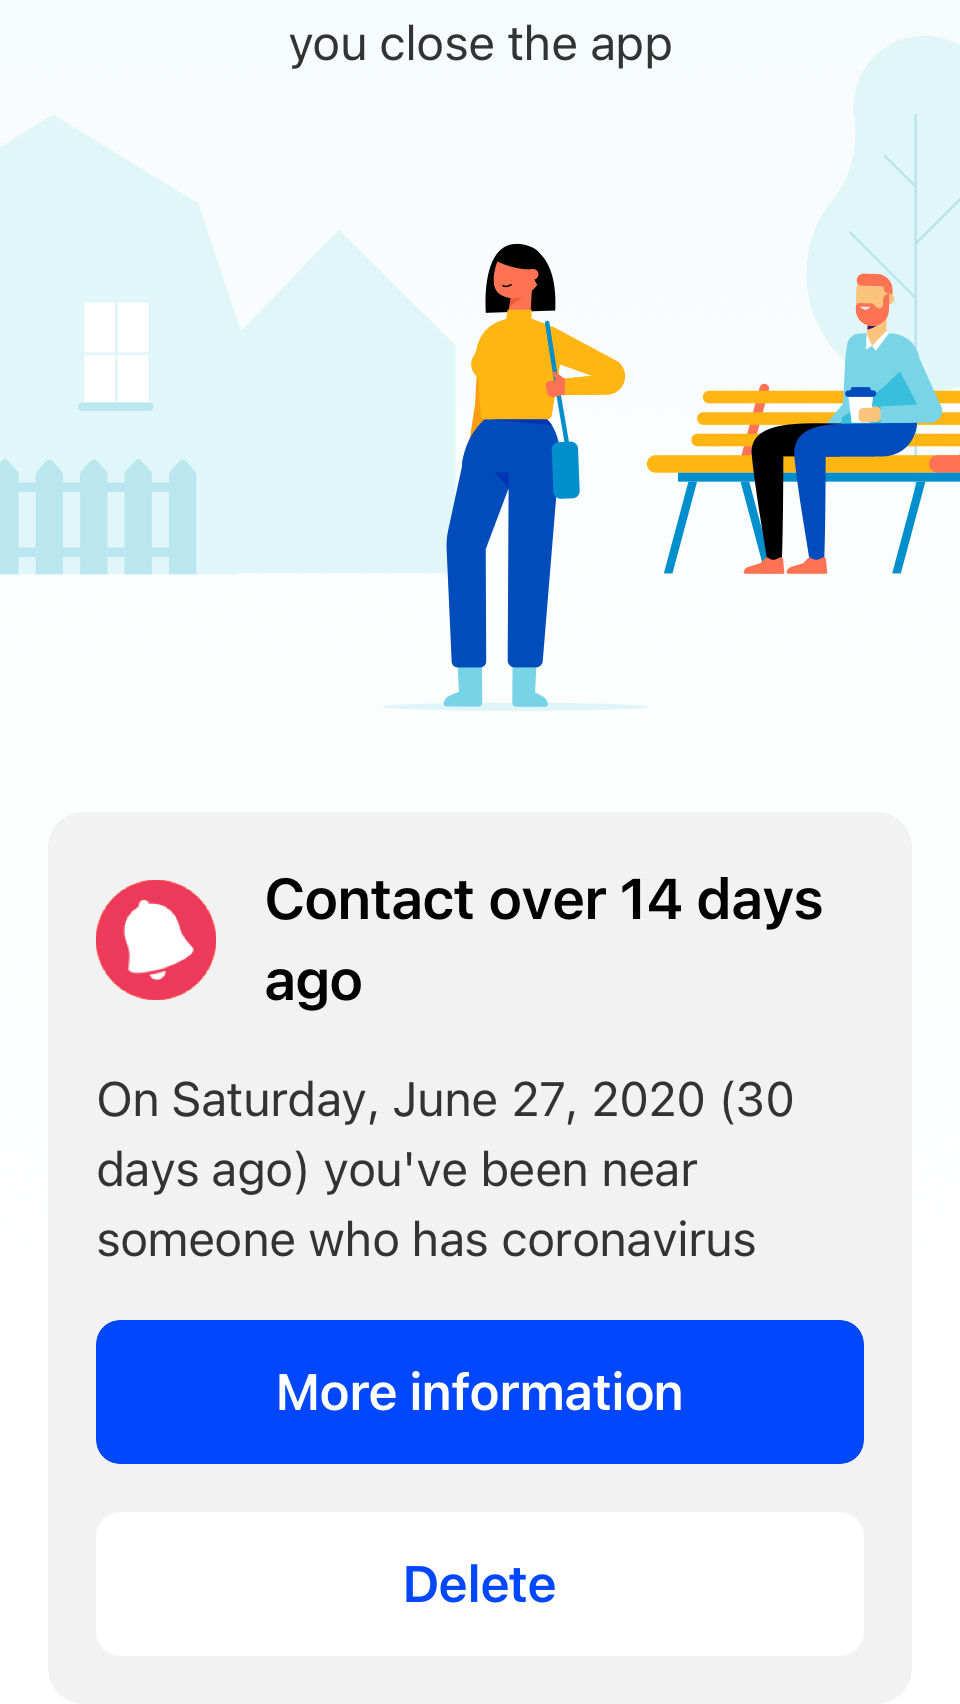 you close the app
Contact over 14 days
ago
On Saturday, June 27, 2020 (30
days ago) you've been near
someone who has coronavirus
More information
Delete